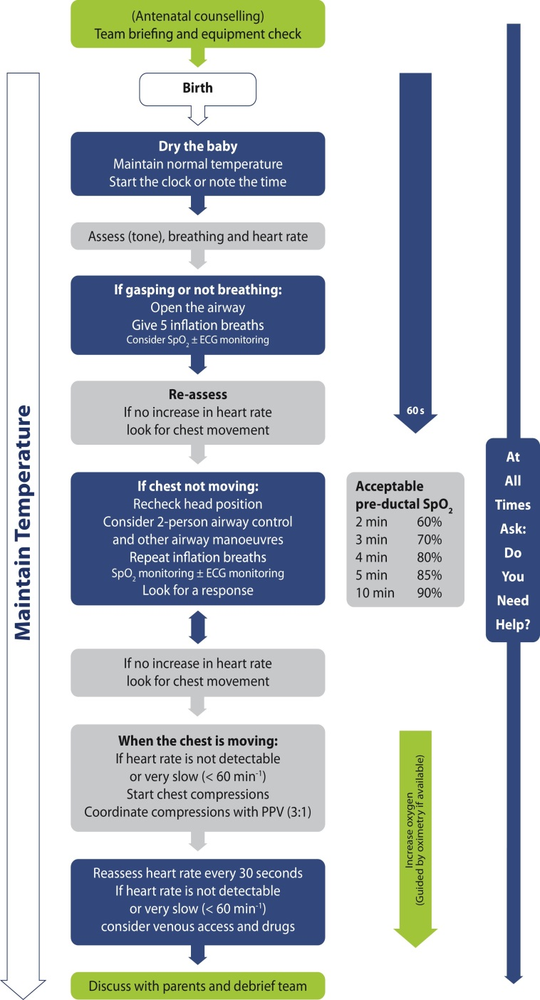 (Antenatal counselling)
Team briefing and equipment check
Birth
Dry the baby
Maintain normal temperature
Start the clock or note the time
Assess (tone), breathing and heart rate
If gasping or not breathing:
Open the airway
Give 5 inflation breaths
Consider SpO₂ ± ECG monitoring
Re-assess
If no increase in heart rate
look for chest movement
If chest not moving:
Recheck head position
Consider 2-person airway control
and other airway manoeuvres
Repeat inflation breaths
SpO₂ monitoring ± ECG monitoring
Look for a response
If no increase in heart rate
look for chest movement
When the chest is moving:
If heart rate is not detectable
or very slow (< 60 min⁻¹)
Start chest compressions
Coordinate compressions with PPV (3:1)
Reassess heart rate every 30 seconds
If heart rate is not detectable
or very slow (< 60 min⁻¹)
consider venous access and drugs
Discuss with parents and debrief team
Maintain Temperature
60 s
Acceptable
pre-ductal SpO₂
2 min 60%
3 min 70%
4 min 80%
5 min 85%
10 min 90%
Increase oxygen
(Guided by oximetry if available)
At
All
Times
Ask:
Do
You
Need
Help?